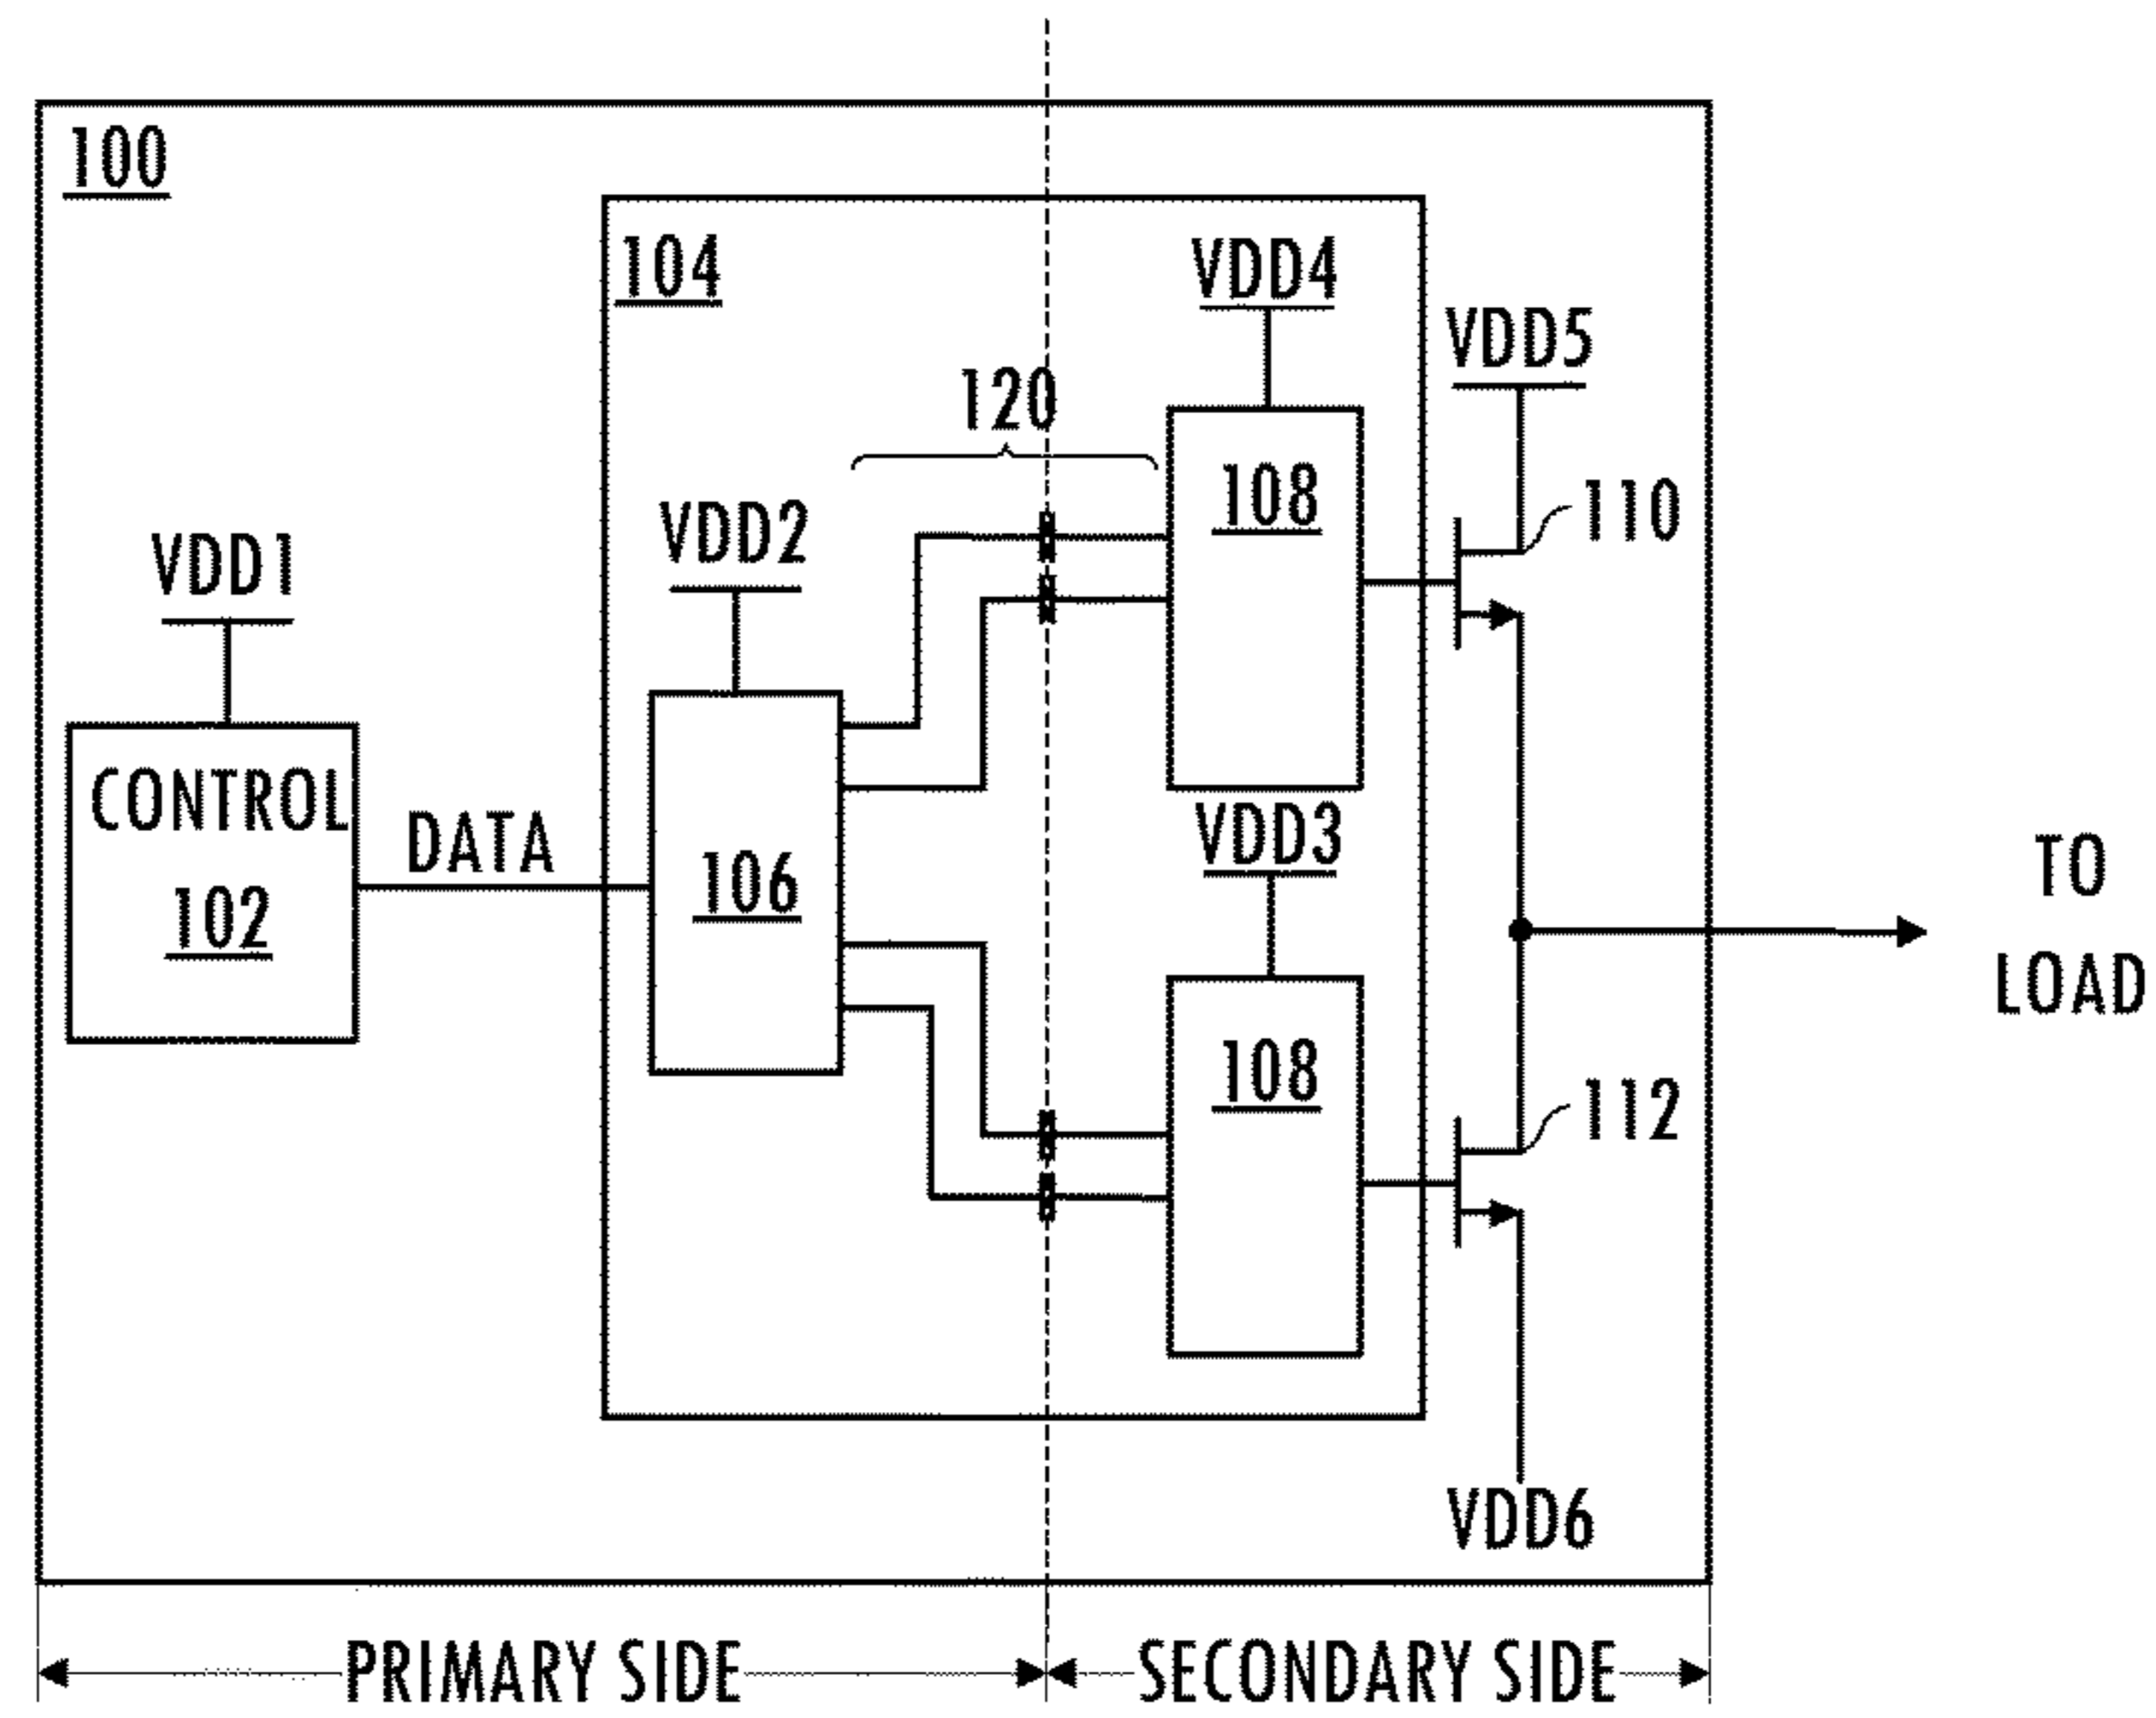 100
104
VDD4
VDD5
120
108
110
VDD2
VDD1
CONTROL
102
DATA
106
VDD3
TO
LOAD
108
112
VDD6
PRIMARY SIDE
SECONDARY SIDE